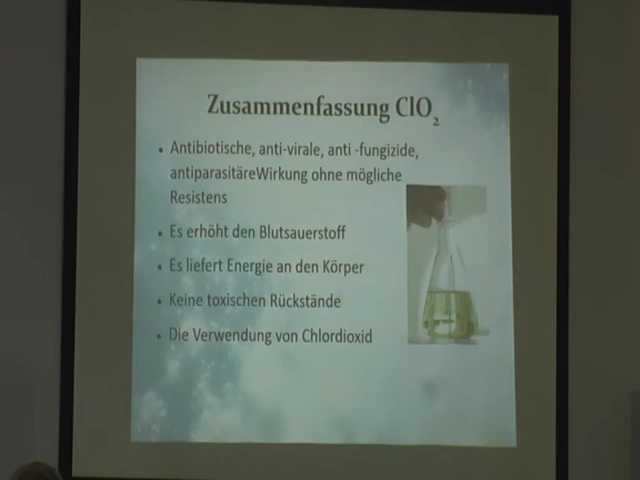 Zusammenfassung ClO₂
• Antibiotische, anti-virale, anti -fungizide,
antiparasitäreWirkung ohne mögliche
Resistens
• Es erhöht den Blutsauerstoff
• Es liefert Energie an den Körper
• Keine toxischen Rückstände
• Die Verwendung von Chlordioxid